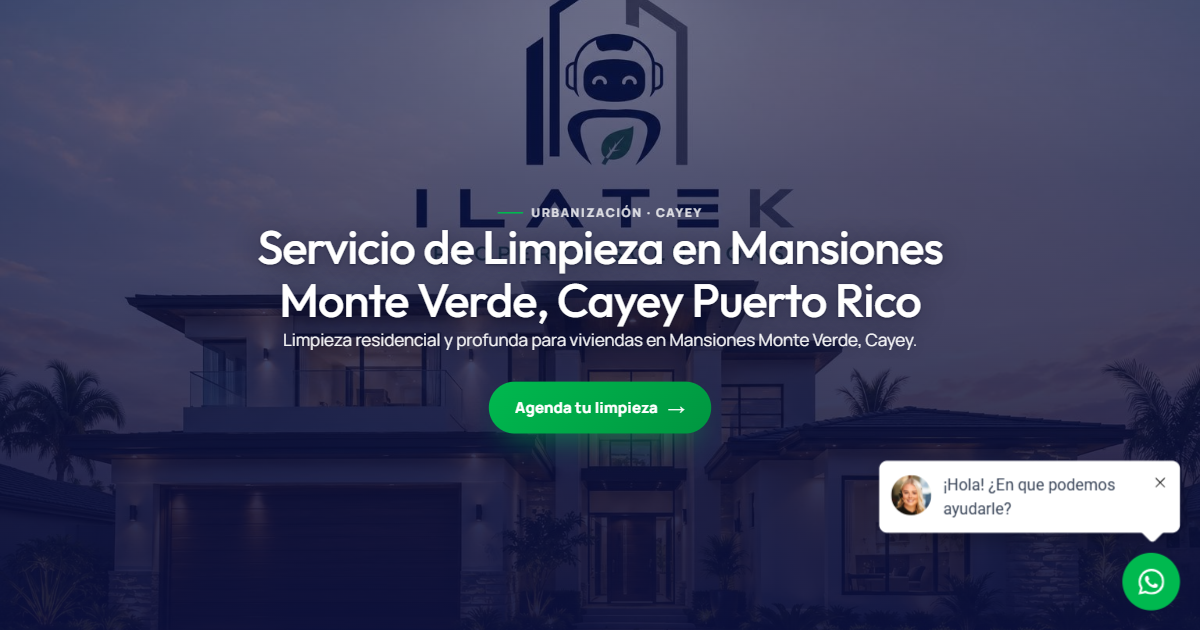 ILATEK
URBANIZACIÓN · CAYEY
Servicio de Limpieza en Mansiones
Monte Verde, Cayey Puerto Rico
Limpieza residencial y profunda para viviendas en Mansiones Monte Verde, Cayey.
Agenda tu limpieza →
¡Hola! ¿En que podemos
ayudarle?